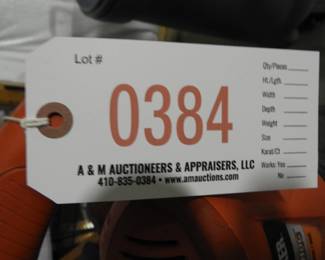 Lot #
0384
A & M AUCTIONEERS & APPRAISERS, LLC
410-835-0384 • www.amauctions.com
Qty/Pieces
Ht./Lgth.
Width
Depth
Weight
Size
Karat/Ct
Works: Yes
No